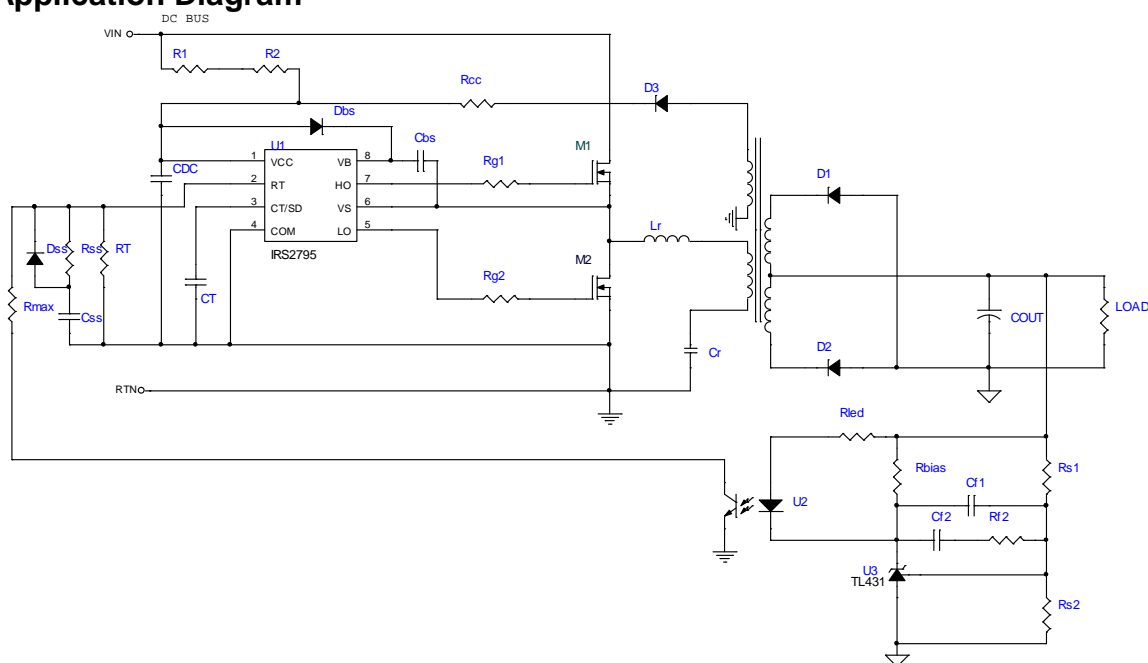 Application Diagram
DC BUS
VIN
R1
R2
Rcc
D3
Dbs
Cbs
M1
U1
CDC
1
VCC
VB
8
2
RT
HO
7
3
CT/SD
VS
6
4
COM
LO
5
IRS2795
Rg1
D1
Lr
Dss
Rss
RT
M2
Rg2
CT
Rmax
Css
COUT
LOAD
D2
Cr
RTN
Rled
Rbias
Rs1
Cf1
U2
Cf2
Rf2
U3
TL431
Rs2